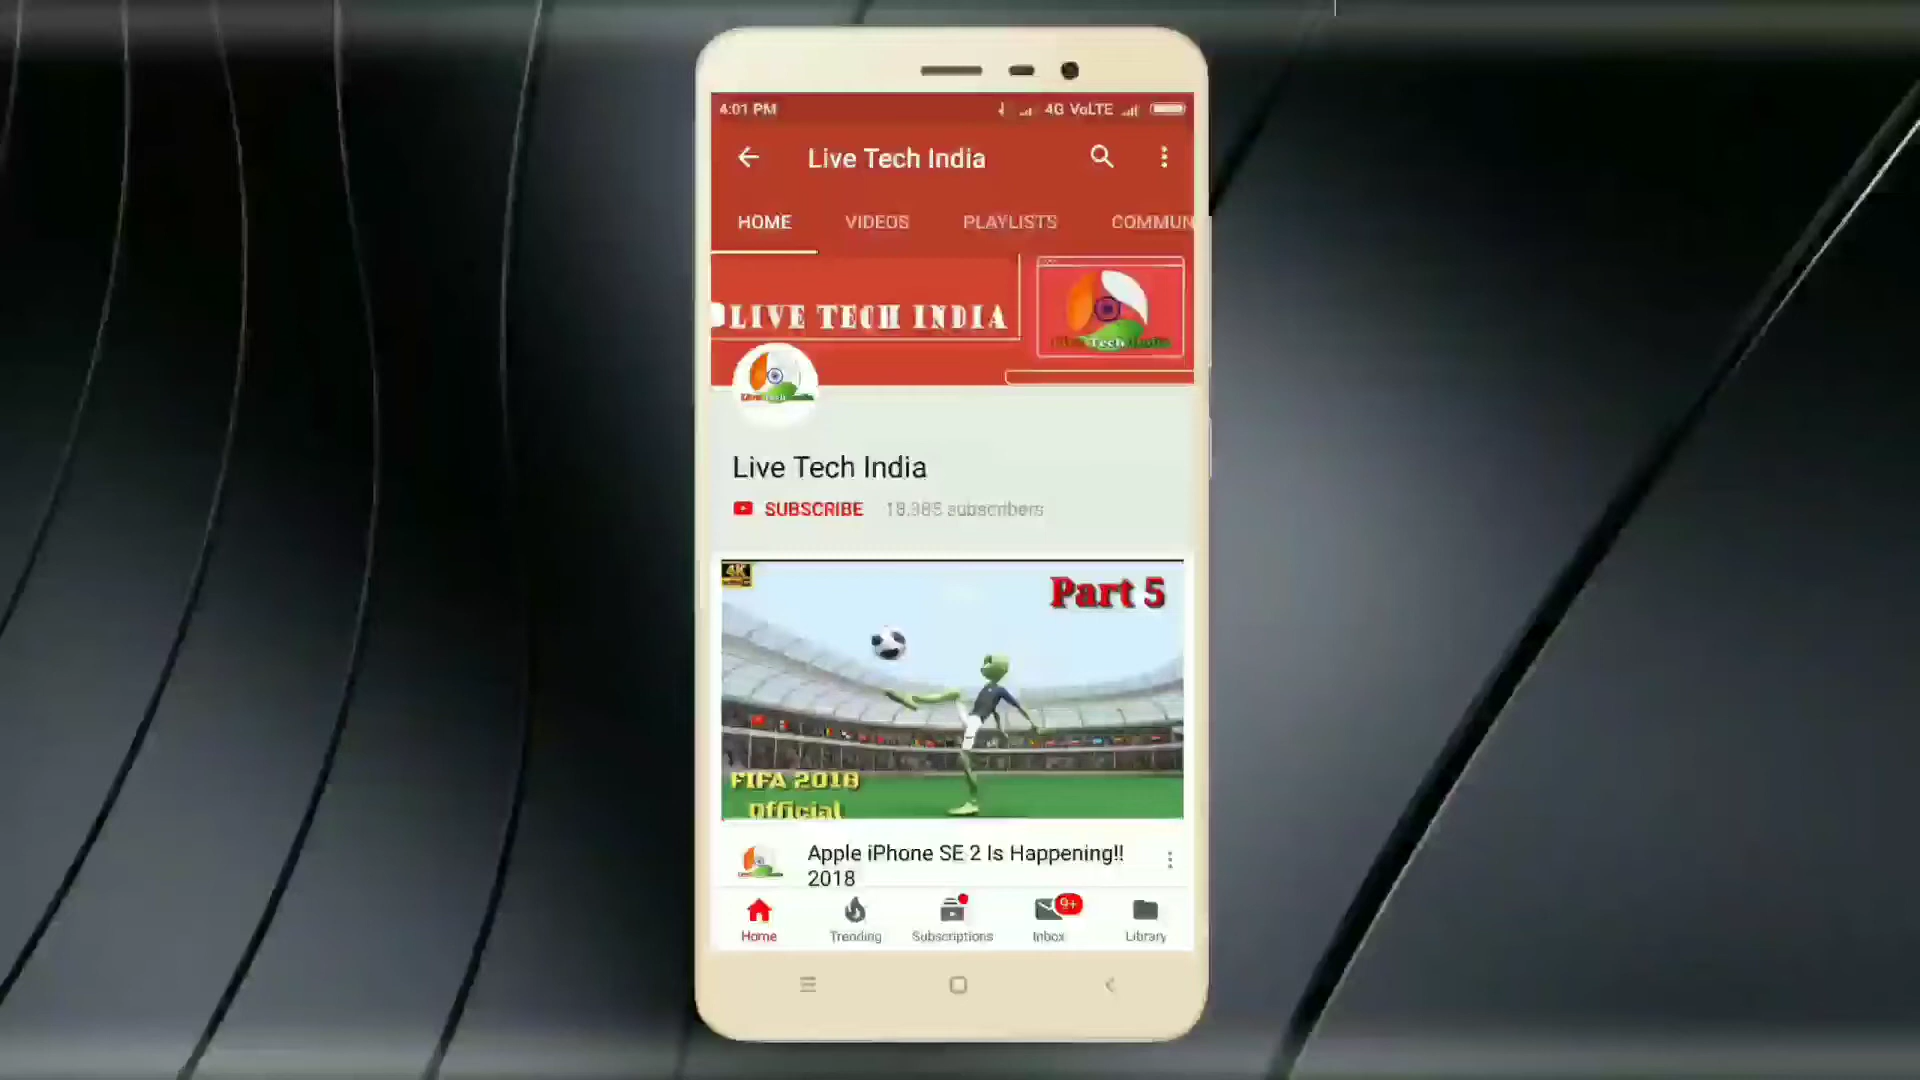 4:01 PM
4G VoLTE
Live Tech India
HOME VIDEOS PLAYLISTS COMMUN
LIVE TECH INDIA
Tech
Live Tech India
SUBSCRIBE subscribers
4K
Part 5
FIFA 2018
Official
Apple iPhone SE 2 Is Happening!!
2018
9+
Home Trending Subscriptions Inbox Library